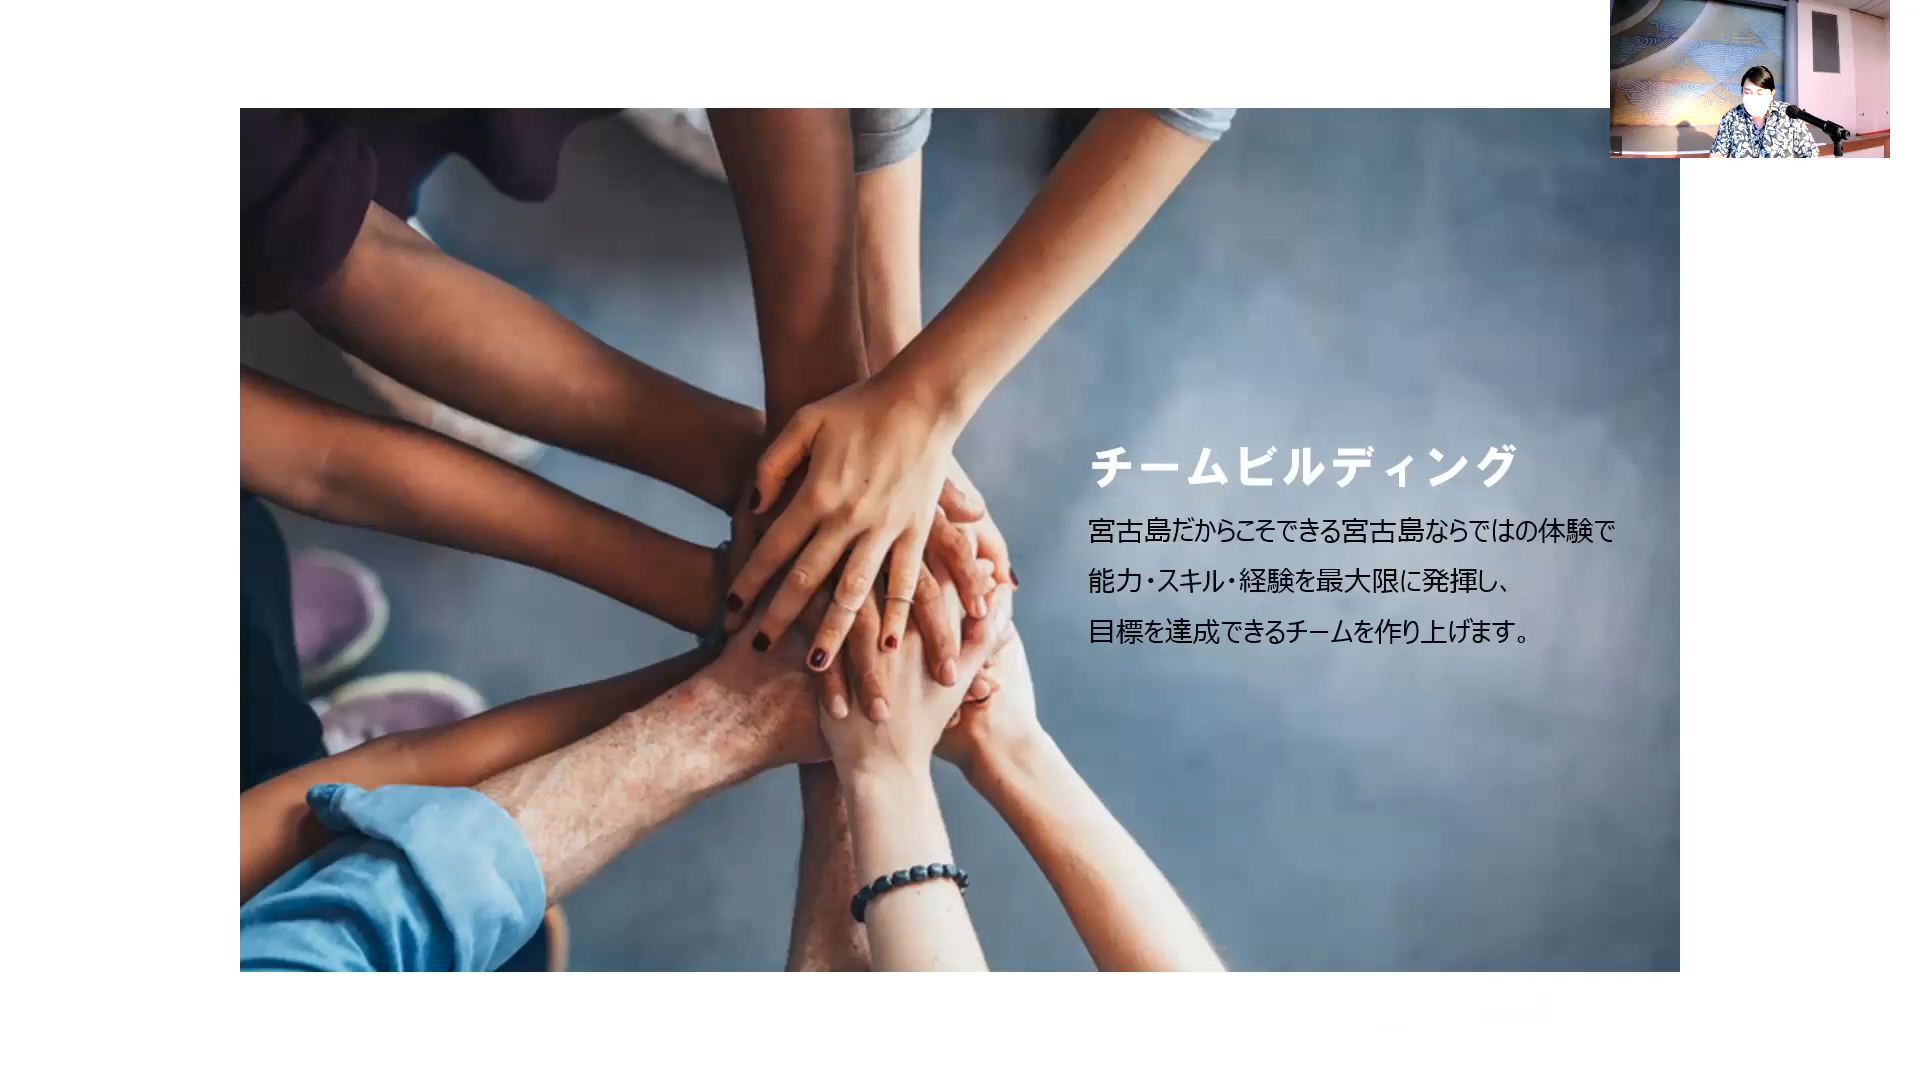 チームビルディング
宮古島だからこそできる宮古島ならではの体験で
能力・スキル・経験を最大限に発揮し、
目標を達成できるチームを作り上げます。